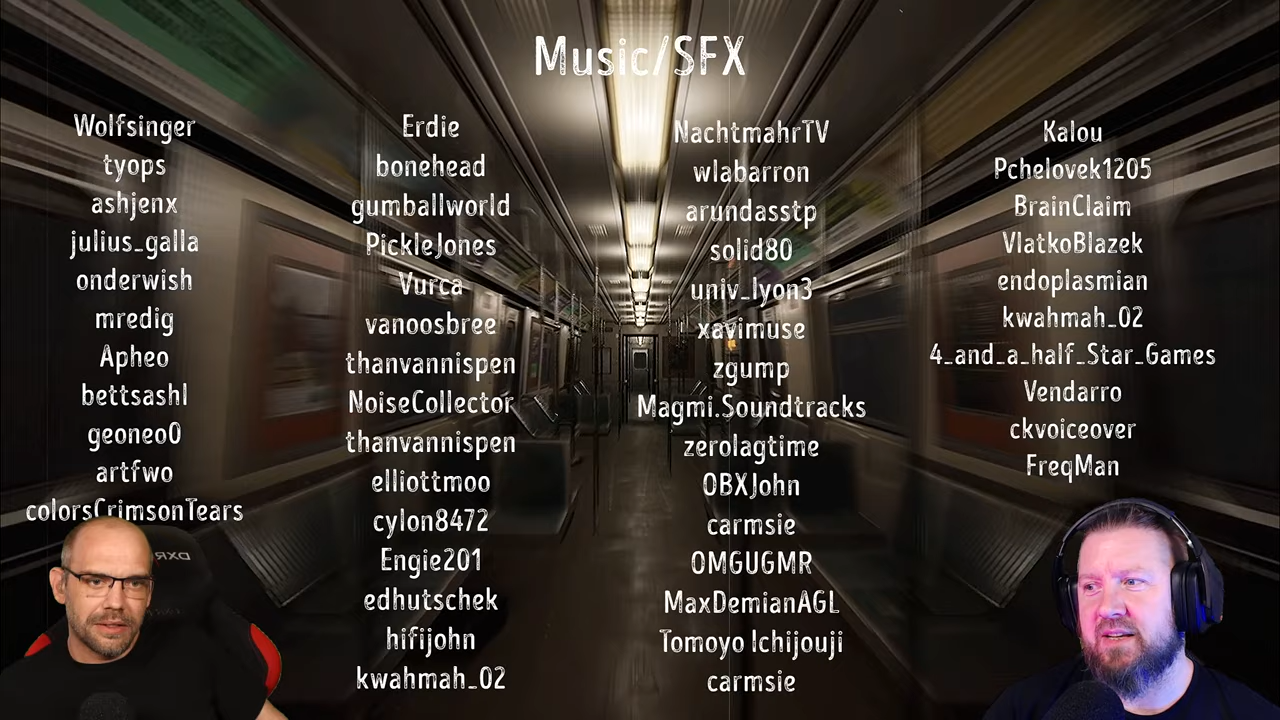 Music/SFX
Wolfsinger
tyops
ashjenx
julius_galla
onderwish
mredig
Apheo
bettsashl
geoneo0
artfwo
colorsCrimsonTears
Erdie
bonehead
gumballworld
PickleJones
Vurca
vanoosbree
thanvannispen
NoiseCollector
thanvannispen
elliottmoo
cylon8472
Engie201
edhutschek
hifijohn
kwahmah_02
NachtmahrTV
wlabarron
arundasstp
solid80
univ_lyon3
xavimuse
zgump
Magmi.Soundtracks
zerolagtime
OBXJohn
carmsie
OMGUGMR
MaxDemianAGL
Tomoyo Ichijouji
carmsie
Kalou
Pchelovek1205
BrainClaim
VlatkoBlazek
endoplasmian
kwahmah_02
4_and_a_half_Star_Games
Vendarro
ckvoiceover
FreqMan